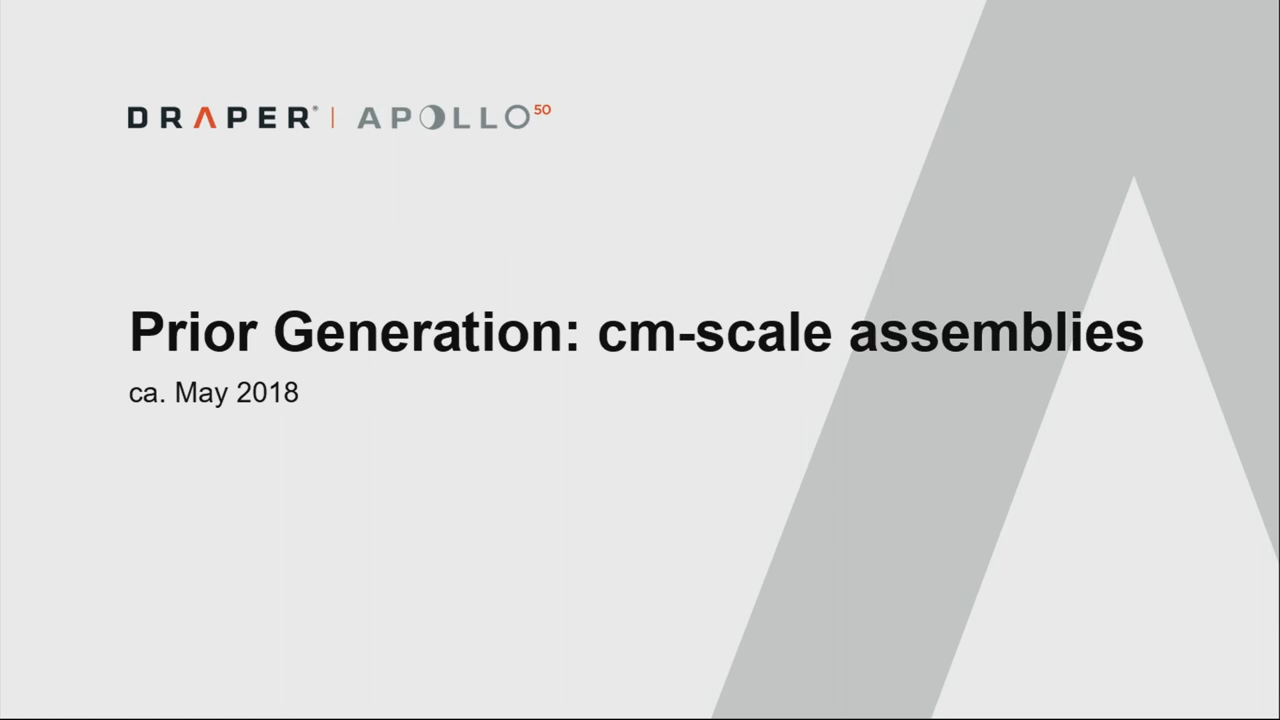 DRAPER® | APOLLO50
Prior Generation: cm-scale assemblies
ca. May 2018